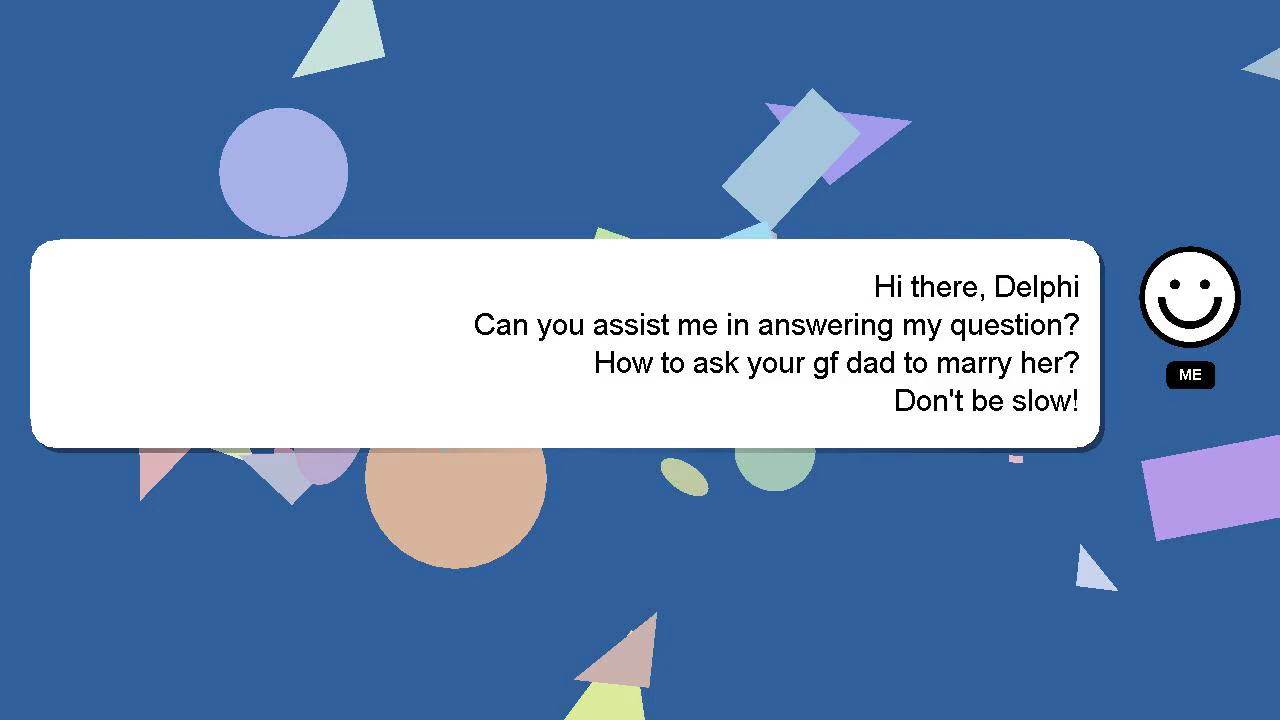 Hi there, Delphi
Can you assist me in answering my question?
How to ask your gf dad to marry her?
Don't be slow!
ME